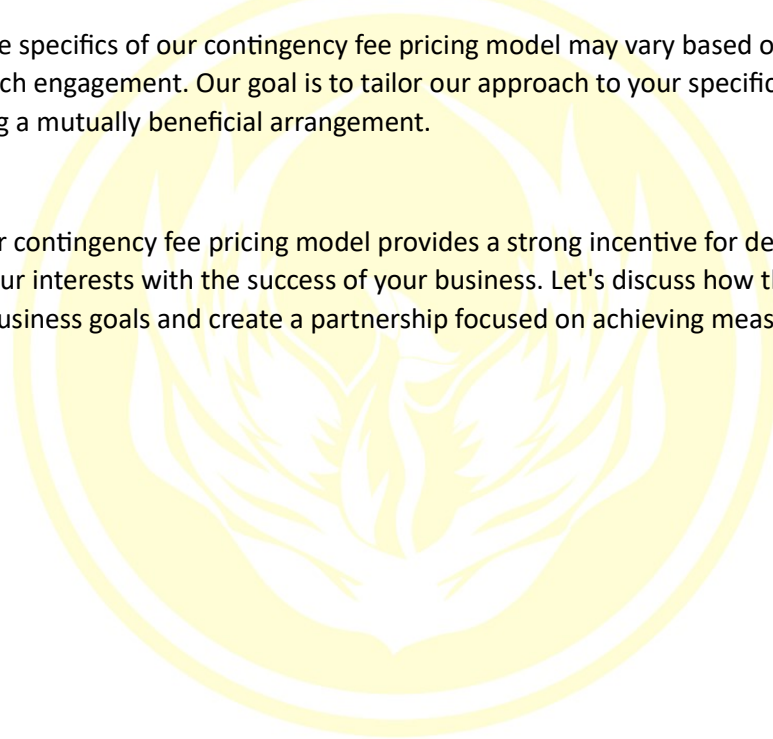 e specifics of our contingency fee pricing model may vary based o
ch engagement. Our goal is to tailor our approach to your specific
g a mutually beneficial arrangement.
r contingency fee pricing model provides a strong incentive for de
ur interests with the success of your business. Let's discuss how t
usiness goals and create a partnership focused on achieving meas